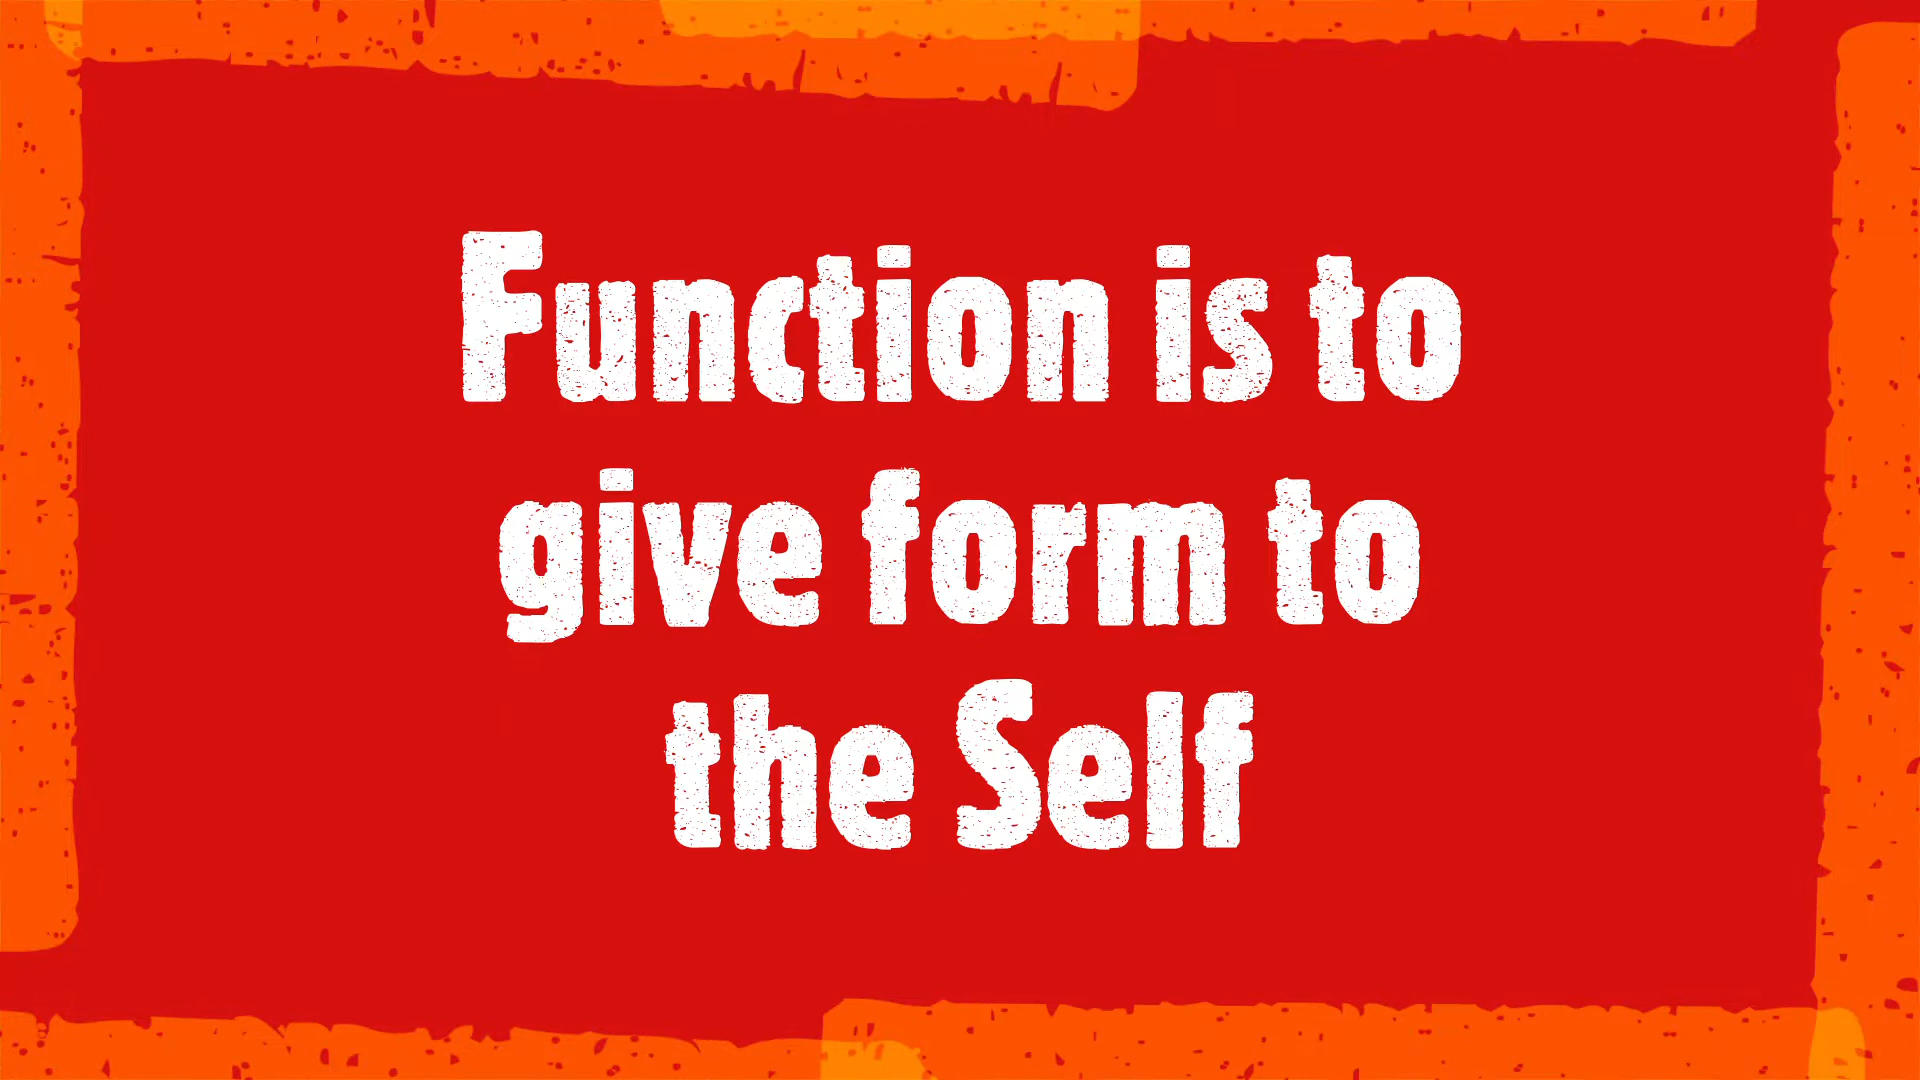 Function is to
give form to
the Self